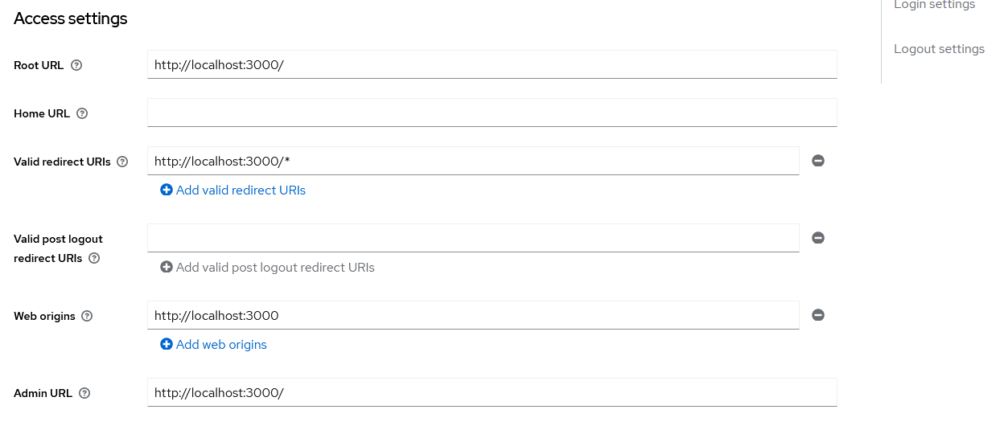 Access settings
Login settings
Logout settings
Root URL
http://localhost:3000/
Home URL
Valid redirect URIs
http://localhost:3000/*
Add valid redirect URIs
Valid post logout
redirect URIs
Add valid post logout redirect URIs
Web origins
http://localhost:3000
Add web origins
Admin URL
http://localhost:3000/